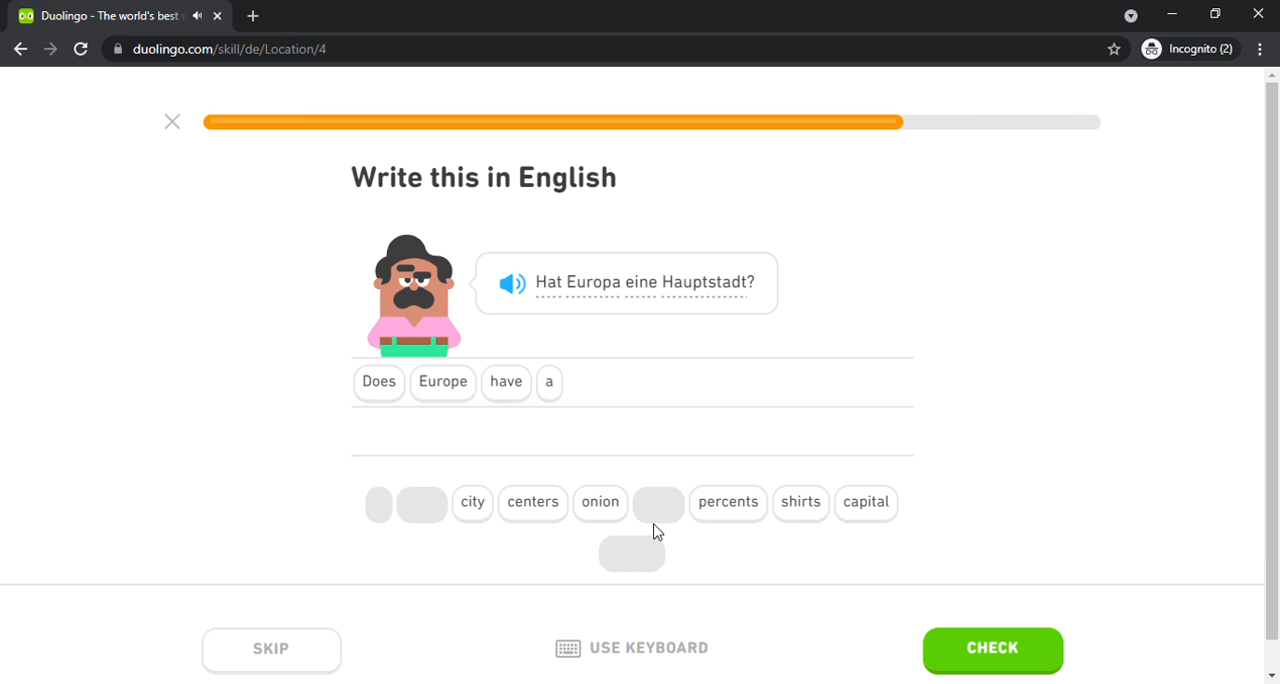 Duolingo - The world's best
duolingo.com/skill/de/Location/4
Incognito (2)
Write this in English
Hat Europa eine Hauptstadt?
Does Europe have a
city centers onion percents shirts capital
SKIP
USE KEYBOARD
CHECK